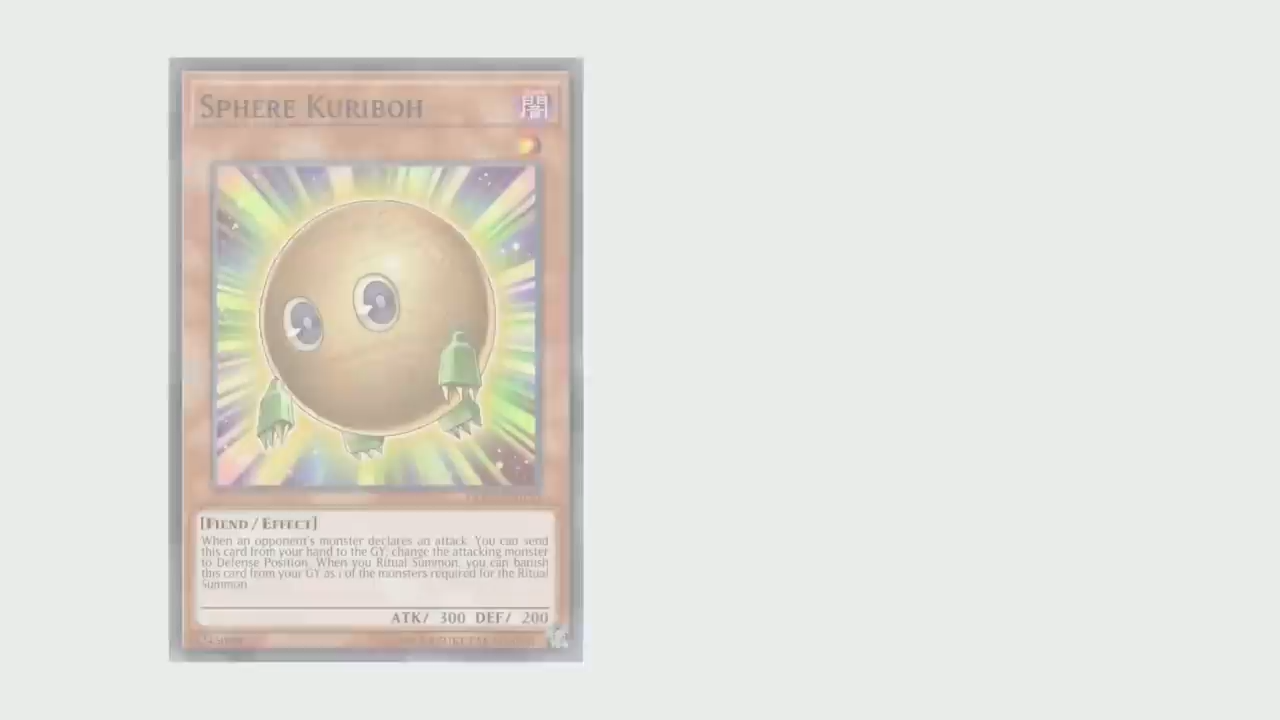 SPHERE KURIBOH
闇
[FIEND / EFFECT]
When an opponent's monster declares an attack: You can send
this card from your hand to the GY; change the attacking monster
to Defense Position. When you Ritual Summon, you can banish
this card from your GY as 1 of the monsters required for the Ritual
Summon.
ATK/ 300 DEF/ 200